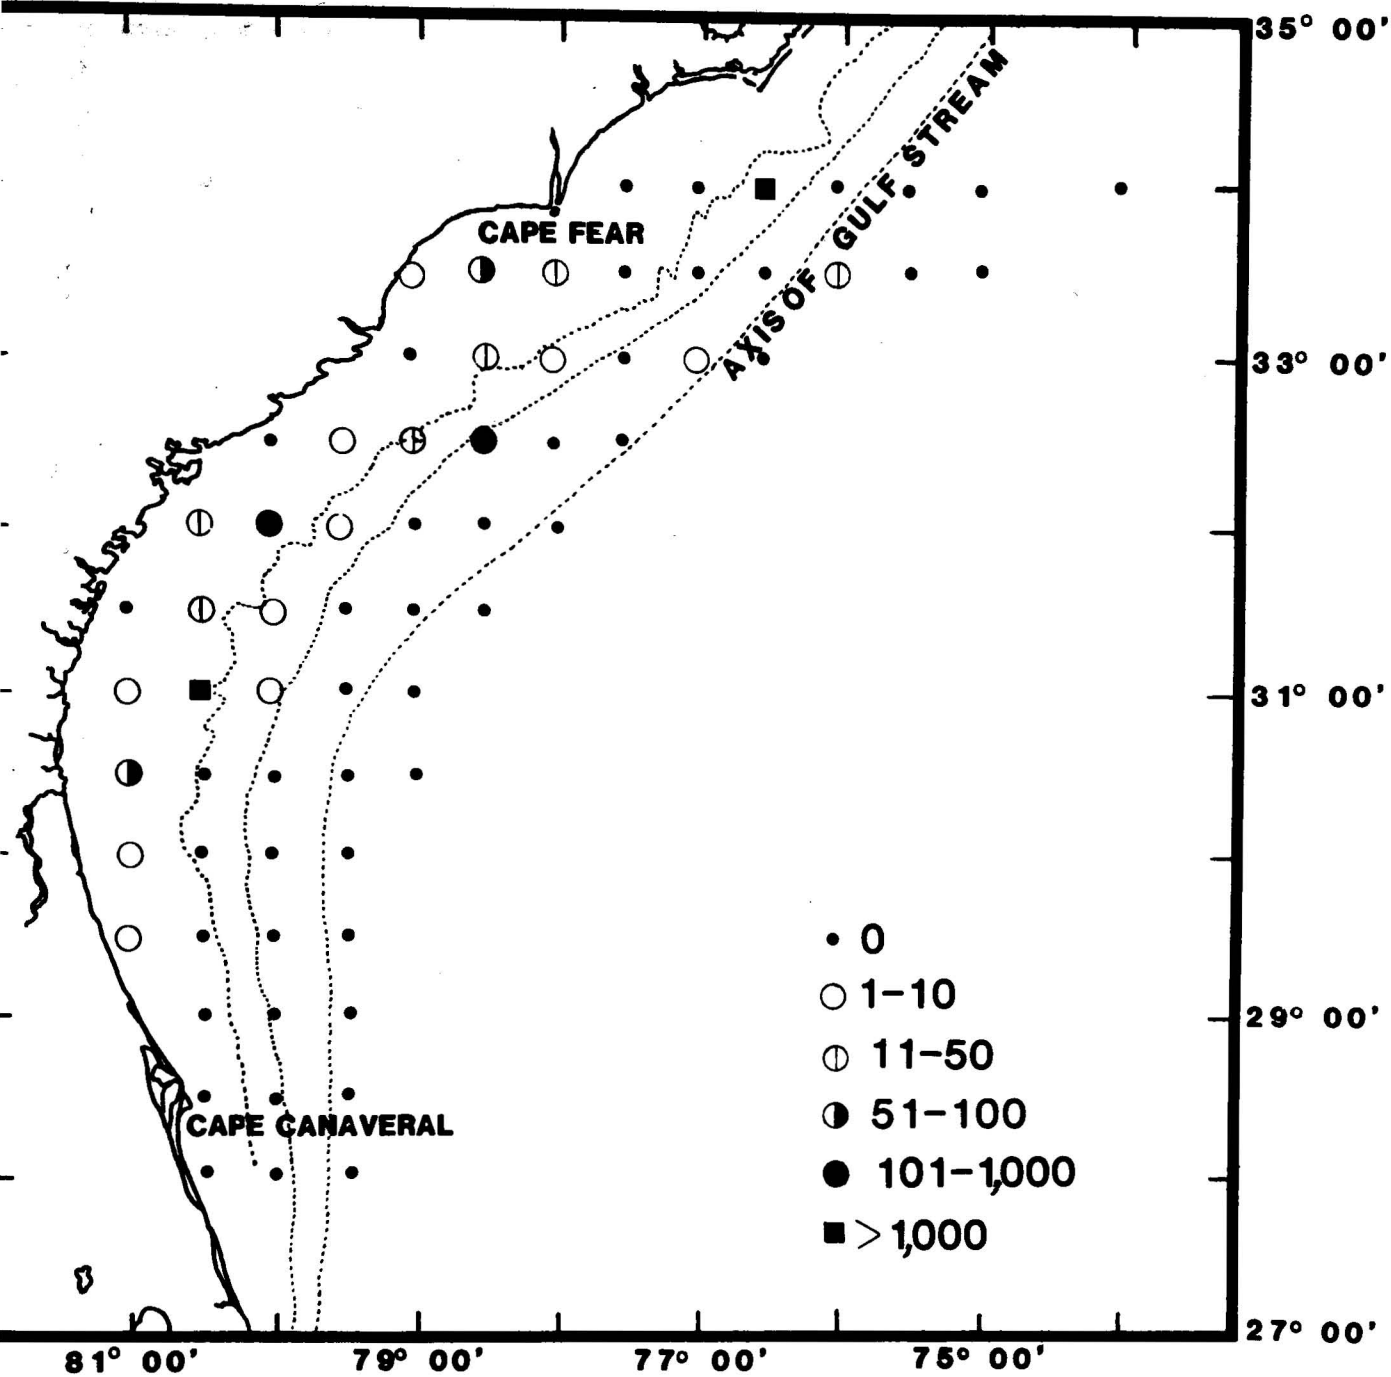 35° 00'
AXIS OF GULF STREAM
CAPE FEAR
33° 00'
31° 00'
0
1-10
11-50
29° 00'
51-100
CAPE CANAVERAL
101-1,000
>1,000
27° 00'
81° 00' 79° 00' 77° 00' 75° 00'